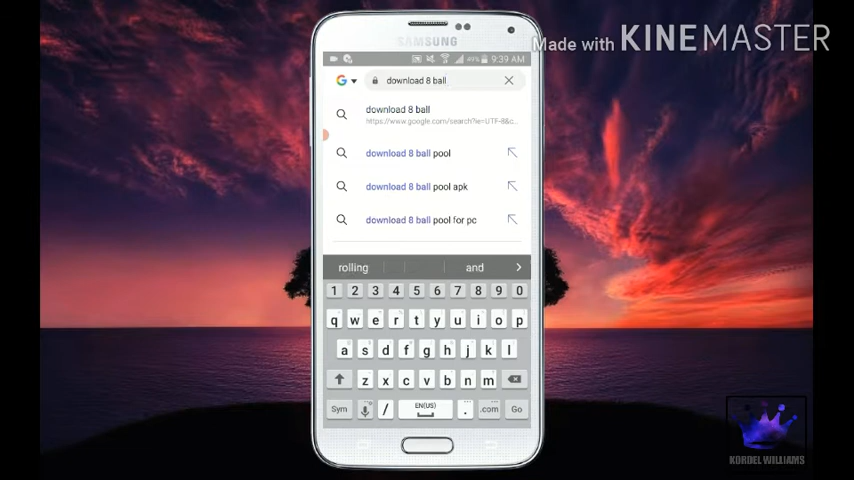 Made with KINEMASTER
SAMSUNG
49% 9:39 AM
download 8 ball
download 8 ball
https://www.google.com/search?ie=UTF-8&c...
download 8 ball pool
download 8 ball pool apk
download 8 ball pool for pc
rolling and
1 2 3 4 5 6 7 8 9 0
q w e r t y u i o p
a s d f g h j k l
z x c v b n m
Sym / EN(US) . .com Go
KORDEL WILLIAMS